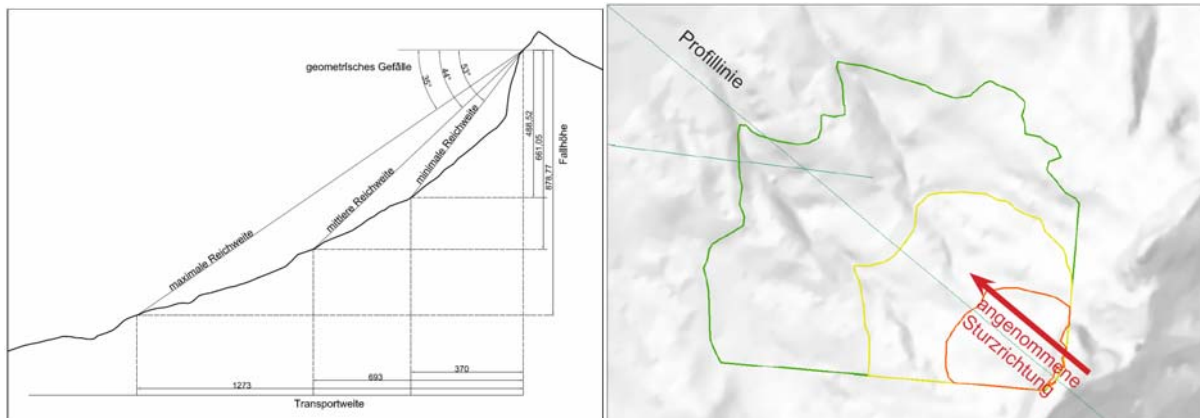 geometrisches Gefälle
35°
44°
53°
maximale Reichweite
mittlere Reichweite
minimale Reichweite
488,52
661,05
878,77
Fallhöhe
370
693
1273
Transportweite
Profillinie
angenommene
Sturzrichtung